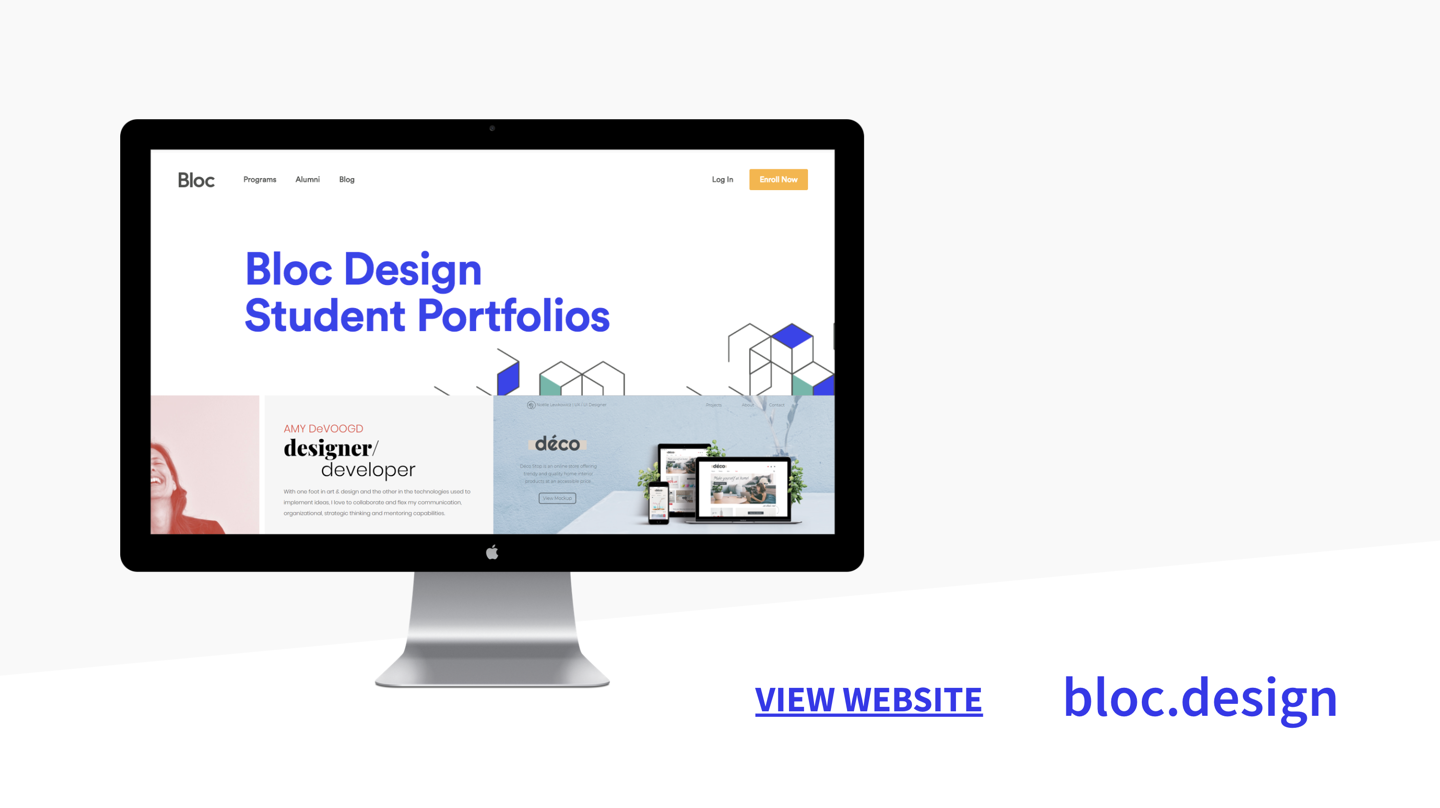 Bloc
Programs
Alumni
Blog
Log In
Enroll Now
Bloc Design
Student Portfolios
AMY DeVOOGD
designer/
developer
With one foot in art & design and the other in the technologies used to
implement ideas, I love to collaborate and flex my communication,
organizational, strategic thinking and mentoring capabilities.
Projects
About
Contact
déco
Déco Shop is an online store offering
trendy and quality home interior
products at an accessible price.
View Mockup
déco
VIEW WEBSITE
bloc.design